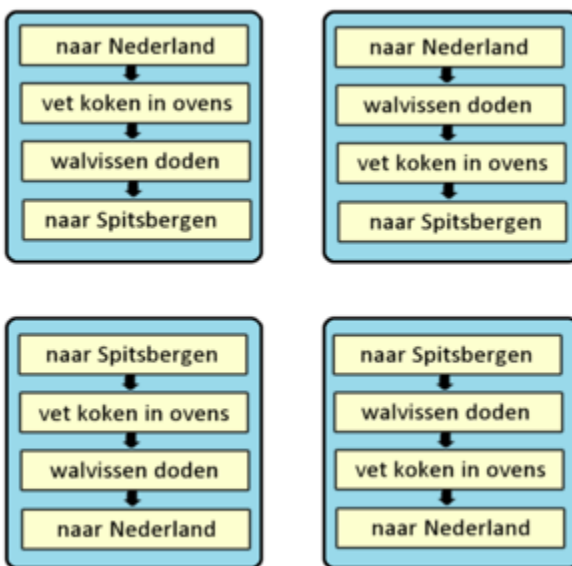 naar Nederland
vet koken in ovens
walvissen doden
naar Spitsbergen
naar Nederland
walvissen doden
vet koken in ovens
naar Spitsbergen
naar Spitsbergen
vet koken in ovens
walvissen doden
naar Nederland
naar Spitsbergen
walvissen doden
vet koken in ovens
naar Nederland